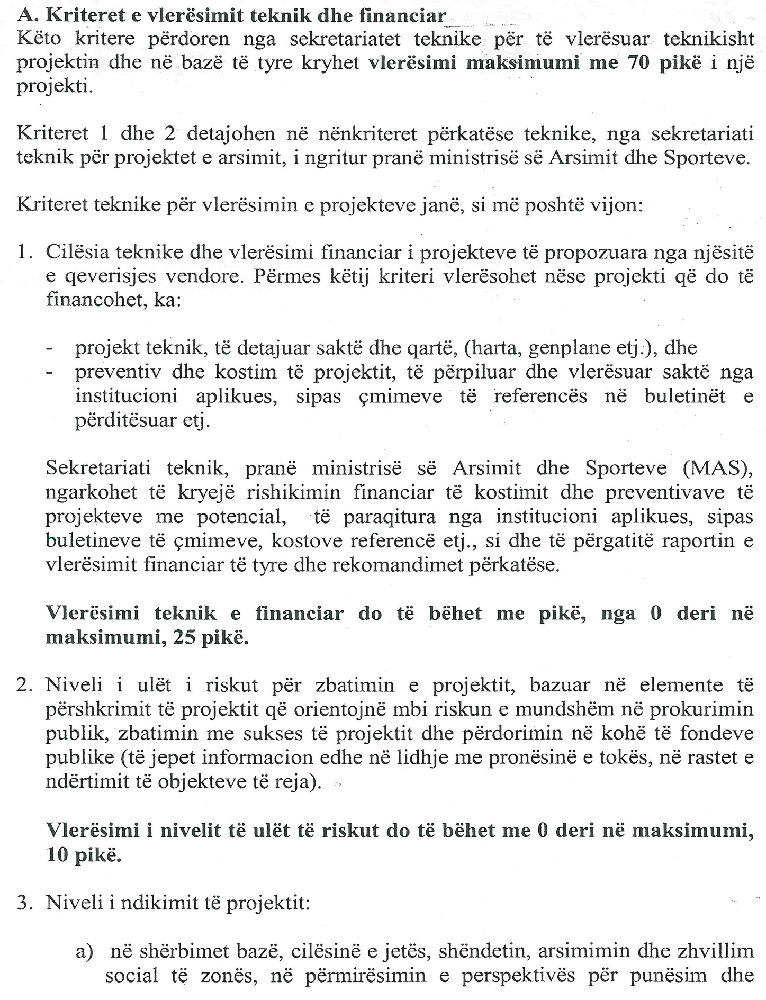 A. Kriteret e vlerësimit teknik dhe financiar
Këto kritere përdoren nga sekretariatet teknike për të vlerësuar teknikisht
projektin dhe në bazë të tyre kryhet vlerësimi maksimumi me 70 pikë i një
projekti.
Kriteret 1 dhe 2 detajohen në nënkriteret përkatëse teknike, nga sekretariati
teknik për projektet e arsimit, i ngritur pranë ministrisë së Arsimit dhe Sporteve.
Kriteret teknike për vlerësimin e projekteve janë, si më poshtë vijon:
1. Cilësia teknike dhe vlerësimi financiar i projekteve të propozuara nga njësitë
e qeverisjes vendore. Përmes këtij kriteri vlerësohet nëse projekti që do të
financohet, ka:
- projekt teknik, të detajuar saktë dhe qartë, (harta, genplane etj.), dhe
- preventiv dhe kostim të projektit, të përpiluar dhe vlerësuar saktë nga
institucioni aplikues, sipas çmimeve të referencës në buletinët e
përditësuar etj.
Sekretariati teknik, pranë ministrisë së Arsimit dhe Sporteve (MAS),
ngarkohet të kryejë rishikimin financiar të kostimit dhe preventivave të
projekteve me potencial, të paraqitura nga institucioni aplikues, sipas
buletineve të çmimeve, kostove referencë etj., si dhe të përgatitë raportin e
vlerësimit financiar të tyre dhe rekomandimet përkatëse.
Vlerësimi teknik e financiar do të bëhet me pikë, nga 0 deri në
maksimumi, 25 pikë.
2. Niveli i ulët i riskut për zbatimin e projektit, bazuar në elemente të
përshkrimit të projektit që orientojnë mbi riskun e mundshëm në prokurimin
publik, zbatimin me sukses të projektit dhe përdorimin në kohë të fondeve
publike (të jepet informacion edhe në lidhje me pronësinë e tokës, në rastet e
ndërtimit të objekteve të reja).
Vlerësimi i nivelit të ulët të riskut do të bëhet me 0 deri në maksimumi,
10 pikë.
3. Niveli i ndikimit të projektit:
a) në shërbimet bazë, cilësinë e jetës, shëndetin, arsimimin dhe zhvillim
social të zonës, në përmirësimin e perspektivës për punësim dhe